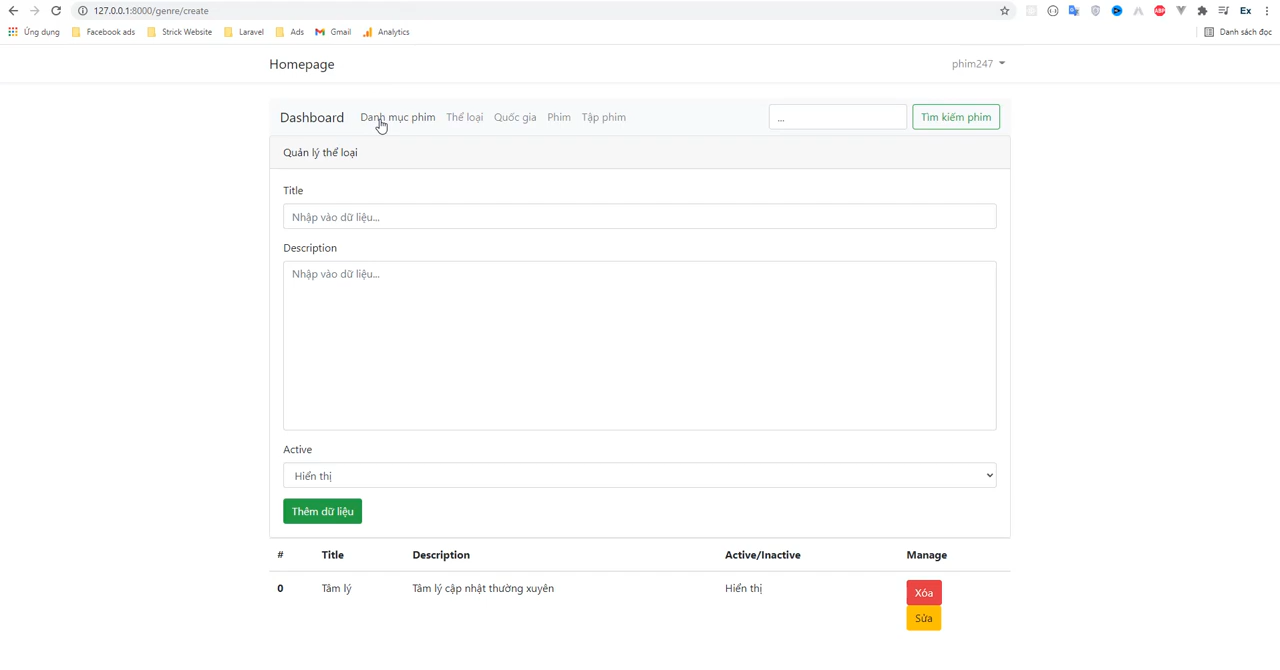 127.0.0.1:8000/genre/create
ABP
Ex
Ứng dụng Facebook ads Strick Website Laravel Ads Gmail Analytics Danh sách đọc
Homepage phim247
Dashboard Danh mục phim Thể loại Quốc gia Phim Tập phim ... Tìm kiếm phim
Quản lý thể loại
Title
Nhập vào dữ liệu...
Description
Nhập vào dữ liệu...
Active
Hiển thị
Thêm dữ liệu
# Title Description Active/Inactive Manage
0 Tâm lý Tâm lý cập nhật thường xuyên Hiển thị Xóa
Sửa